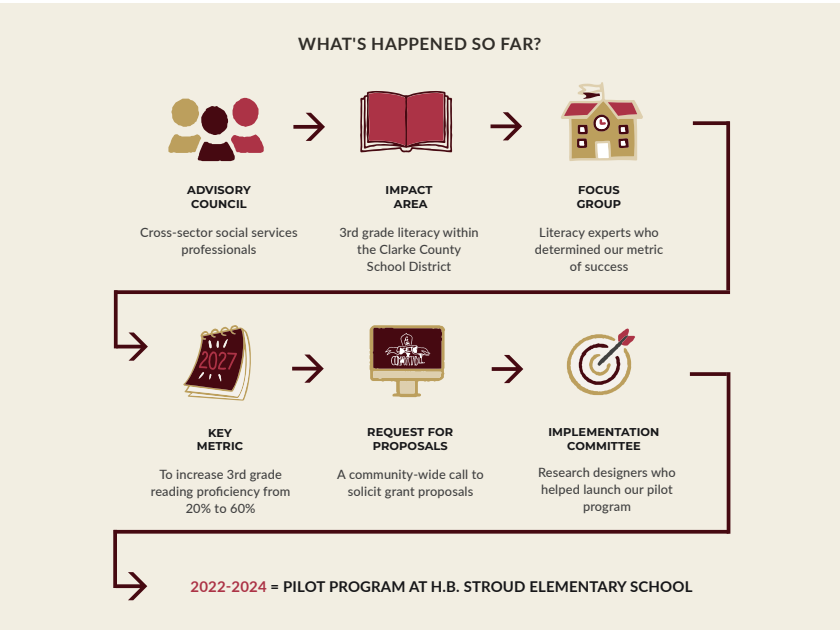 WHAT'S HAPPENED SO FAR?
ADVISORY
COUNCIL
Cross-sector social services
professionals
IMPACT
AREA
3rd grade literacy within
the Clarke County
School District
FOCUS
GROUP
Literacy experts who
determined our metric
of success
2027
KEY
METRIC
To increase 3rd grade
reading proficiency from
20% to 60%
REQUEST FOR
PROPOSALS
A community-wide call to
solicit grant proposals
IMPLEMENTATION
COMMITTEE
Research designers who
helped launch our pilot
program
2022-2024 = PILOT PROGRAM AT H.B. STROUD ELEMENTARY SCHOOL